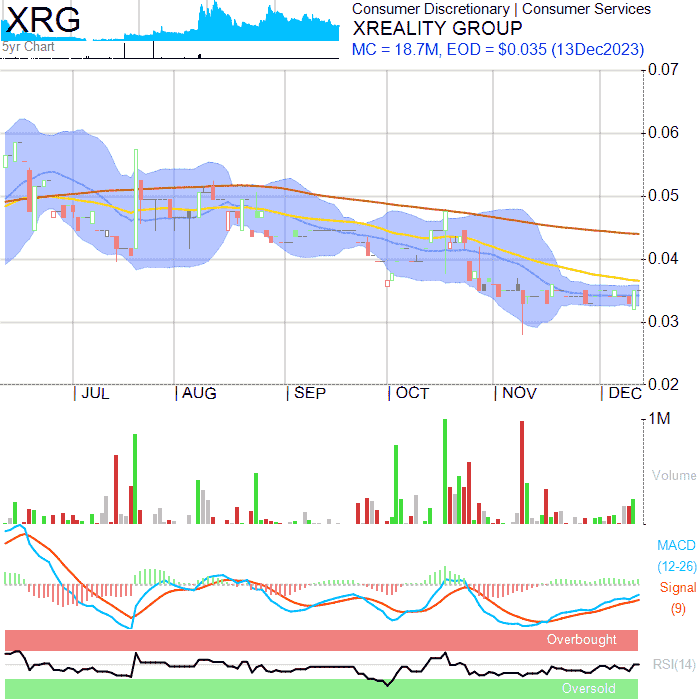 XRG
5yr Chart
Consumer Discretionary | Consumer Services
XREALITY GROUP
MC = 18.7M, EOD = $0.035 (13Dec2023)
0.07
0.06
0.05
0.04
0.03
0.02
JUL
AUG
SEP
OCT
NOV
DEC
1M
Volume
MACD
(12-26)
Signal
(9)
Overbought
RSI(14)
Oversold